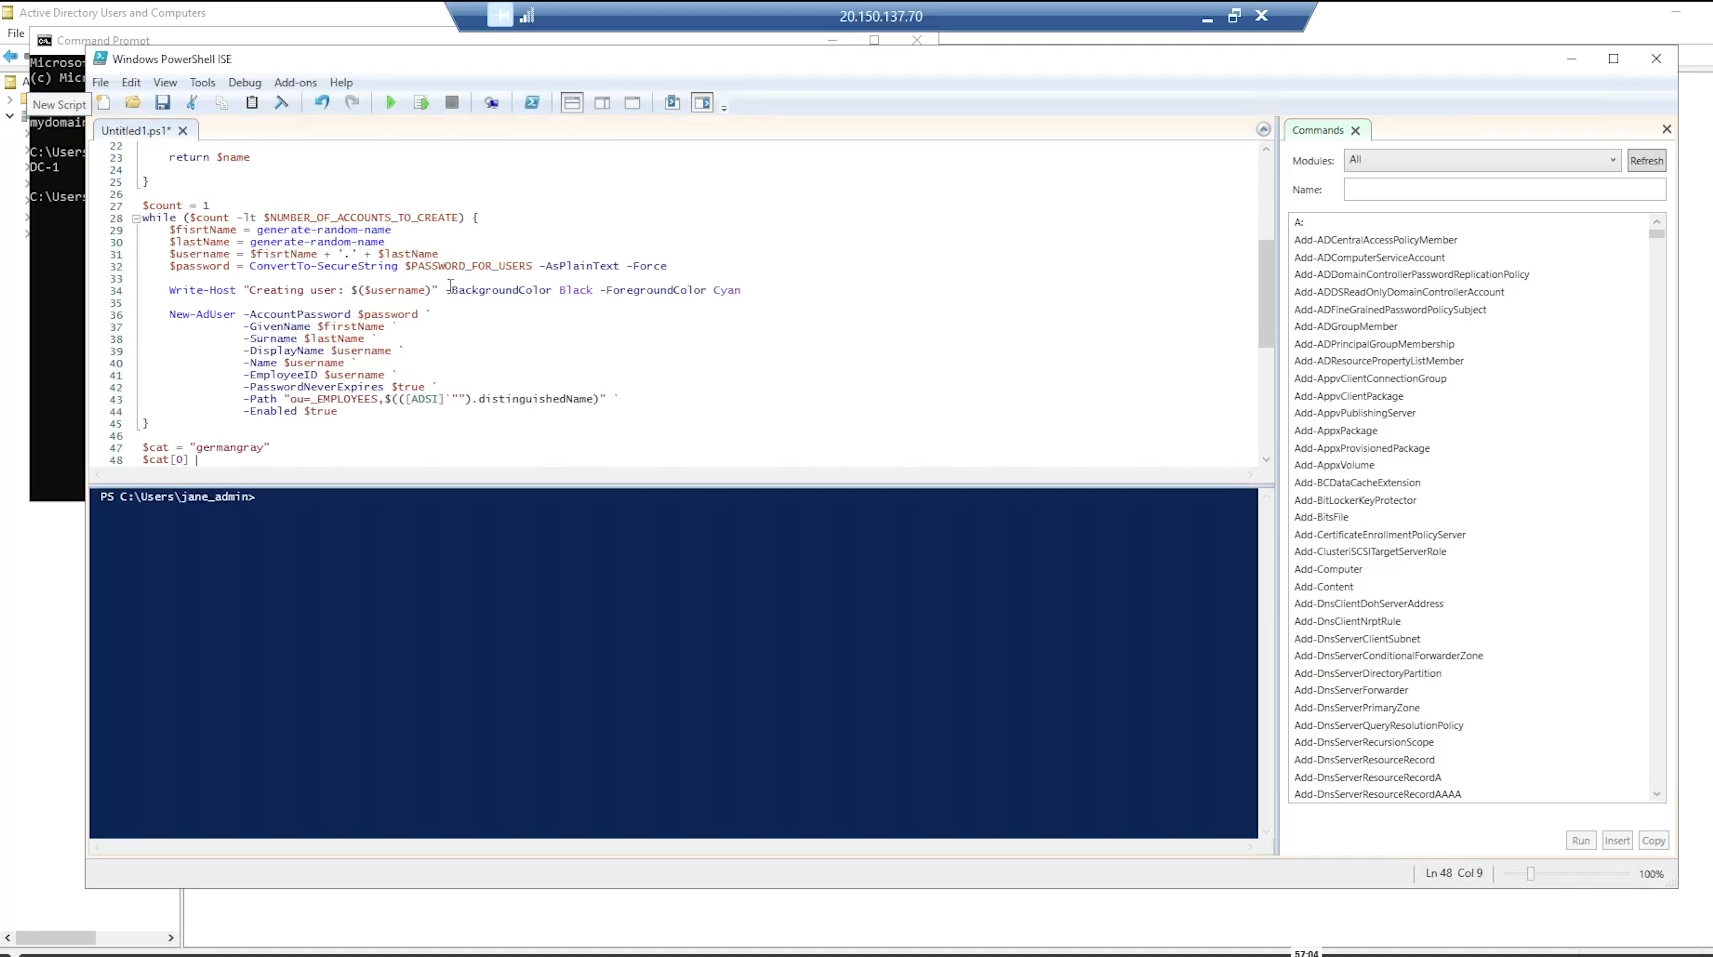 Active Directory Users and Computers
20.150.137.70
File
Command Prompt
Microso
(c) Mic
mydomain
C:\Users
DC-1
C:\Users
Windows PowerShell ISE
File Edit View Tools Debug Add-ons Help
New Script
Untitled1.ps1*
22
23 return $name
24
25 }
26
27 $count = 1
28 while ($count -lt $NUMBER_OF_ACCOUNTS_TO_CREATE) {
29 $fisrtName = generate-random-name
30 $lastName = generate-random-name
31 $username = $fisrtName + '.' + $lastName
32 $password = ConvertTo-SecureString $PASSWORD_FOR_USERS -AsPlainText -Force
33
34 Write-Host "Creating user: $($username)" -BackgroundColor Black -ForegroundColor Cyan
35
36 New-AdUser -AccountPassword $password `
37 -GivenName $firstName `
38 -Surname $lastName `
39 -DisplayName $username `
40 -Name $username `
41 -EmployeeID $username `
42 -PasswordNeverExpires $true `
43 -Path "ou=_EMPLOYEES,$(([ADSI]`"").distinguishedName)" `
44 -Enabled $true
45 }
46
47 $cat = "germangray"
48 $cat[0]
PS C:\Users\jane_admin>
Commands
Modules: All Refresh
Name:
A:
Add-ADCentralAccessPolicyMember
Add-ADComputerServiceAccount
Add-ADDomainControllerPasswordReplicationPolicy
Add-ADDSReadOnlyDomainControllerAccount
Add-ADFineGrainedPasswordPolicySubject
Add-ADGroupMember
Add-ADPrincipalGroupMembership
Add-ADResourcePropertyListMember
Add-AppvClientConnectionGroup
Add-AppvClientPackage
Add-AppvPublishingServer
Add-AppxPackage
Add-AppxProvisionedPackage
Add-AppxVolume
Add-BCDataCacheExtension
Add-BitLockerKeyProtector
Add-BitsFile
Add-CertificateEnrollmentPolicyServer
Add-ClusteriSCSITargetServerRole
Add-Computer
Add-Content
Add-DnsClientDohServerAddress
Add-DnsClientNrptRule
Add-DnsServerClientSubnet
Add-DnsServerConditionalForwarderZone
Add-DnsServerDirectoryPartition
Add-DnsServerForwarder
Add-DnsServerPrimaryZone
Add-DnsServerQueryResolutionPolicy
Add-DnsServerRecursionScope
Add-DnsServerResourceRecord
Add-DnsServerResourceRecordA
Add-DnsServerResourceRecordAAAA
Run Insert Copy
Ln 48 Col 9 100%
57:04